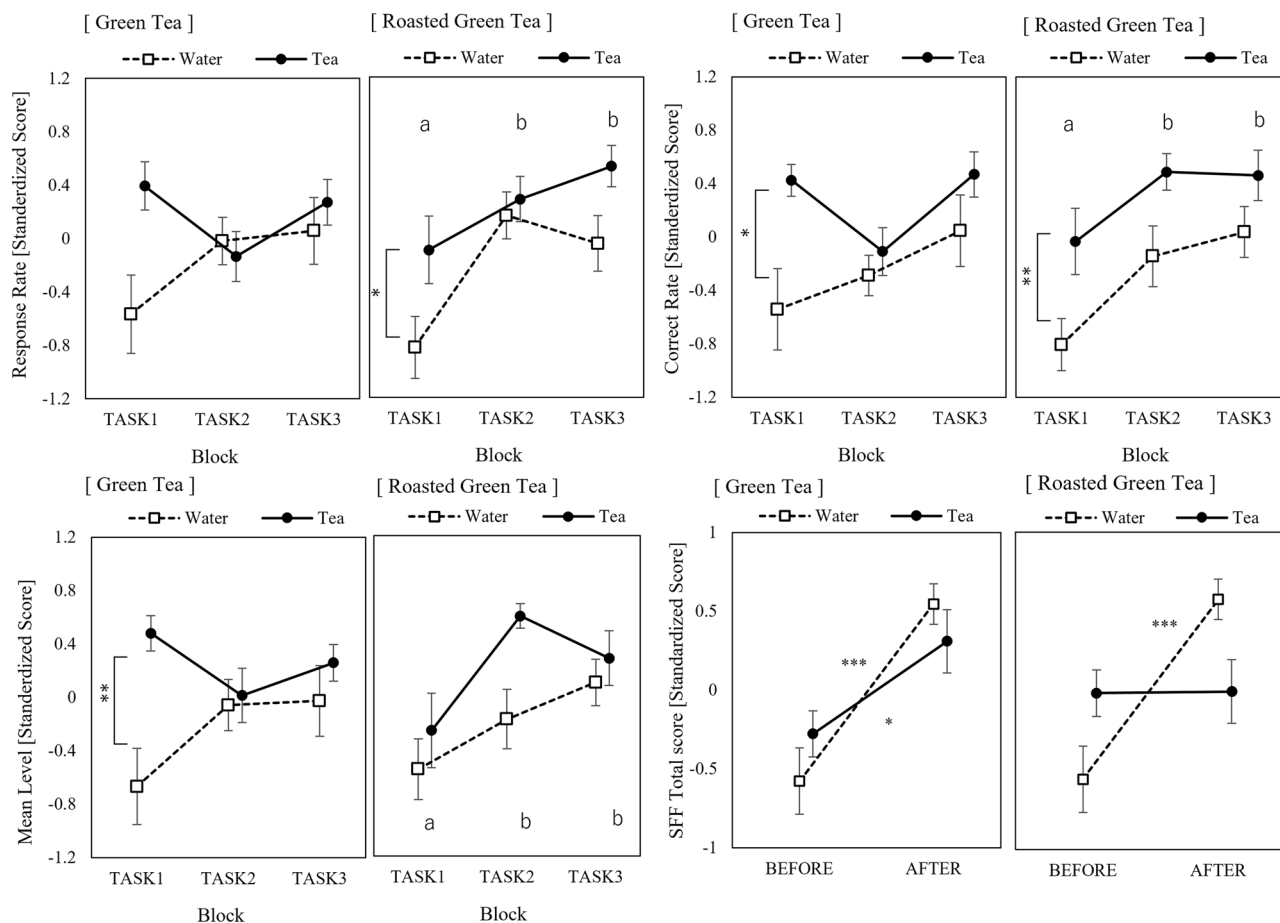 [ Green Tea ]
Water Tea
[ Roasted Green Tea ]
Water Tea
Response Rate [Standerdized Score]
1.2
0.8
0.4
0
-0.4
-0.8
-1.2
a b b
*
TASK1 TASK2 TASK3
Block
TASK1 TASK2 TASK3
Block
[ Green Tea ]
Water Tea
[ Roasted Green Tea ]
Water Tea
Correct Rate [Standerdized Score]
1.2
0.8
0.4
0
-0.4
-0.8
-1.2
*
a b b
**
TASK1 TASK2 TASK3
Block
TASK1 TASK2 TASK3
Block
[ Green Tea ]
Water Tea
[ Roasted Green Tea ]
Water Tea
Mean Level [Standerdized Score]
1.2
0.8
0.4
0
-0.4
-0.8
-1.2
**
a b b
TASK1 TASK2 TASK3
Block
TASK1 TASK2 TASK3
Block
[ Green Tea ]
Water Tea
[ Roasted Green Tea ]
Water Tea
SFF Total score [Standardized Score]
1
0.5
0
-0.5
-1
***
*
***
BEFORE AFTER
BEFORE AFTER